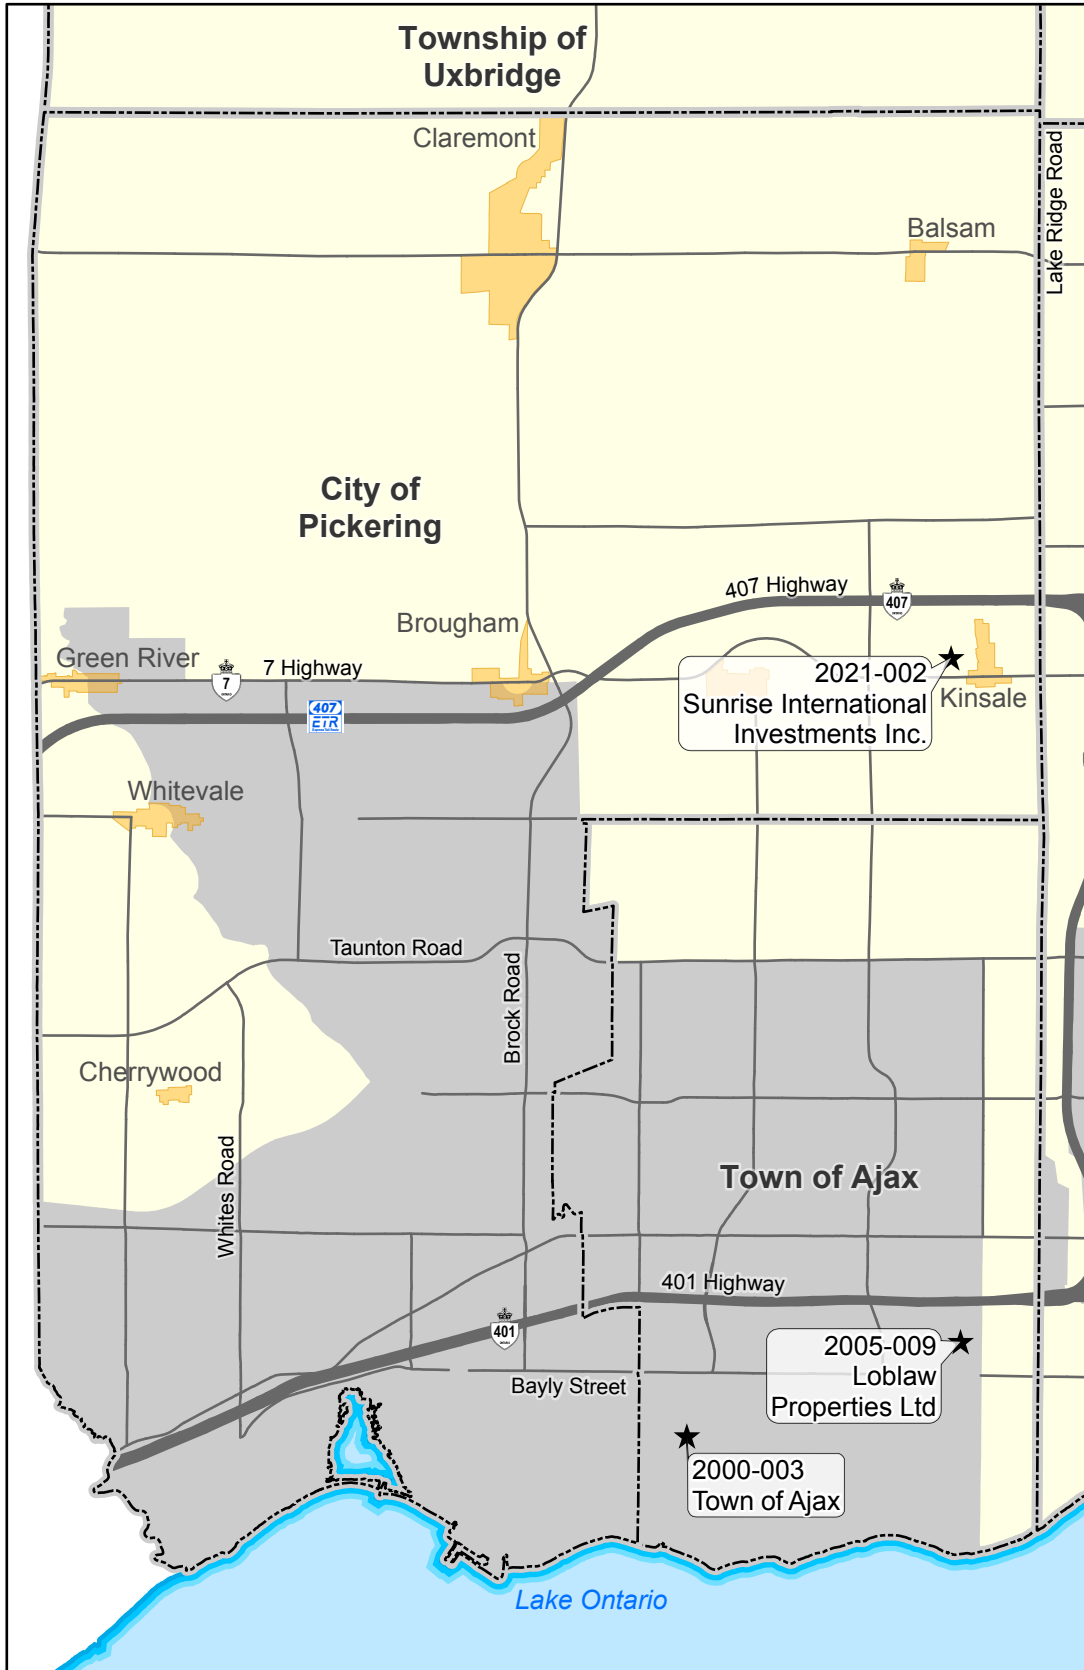 Township of
Uxbridge
Claremont
Lake Ridge Road
Balsam
City of
Pickering
407 Highway
407
Brougham
Green River
7 Highway
7
2021-002
Sunrise International
Investments Inc.
Kinsale
407
ETR
Whitevale
Taunton Road
Brock Road
Cherrywood
Whites Road
Town of Ajax
401 Highway
401
2005-009
Loblaw
Properties Ltd
Bayly Street
2000-003
Town of Ajax
Lake Ontario